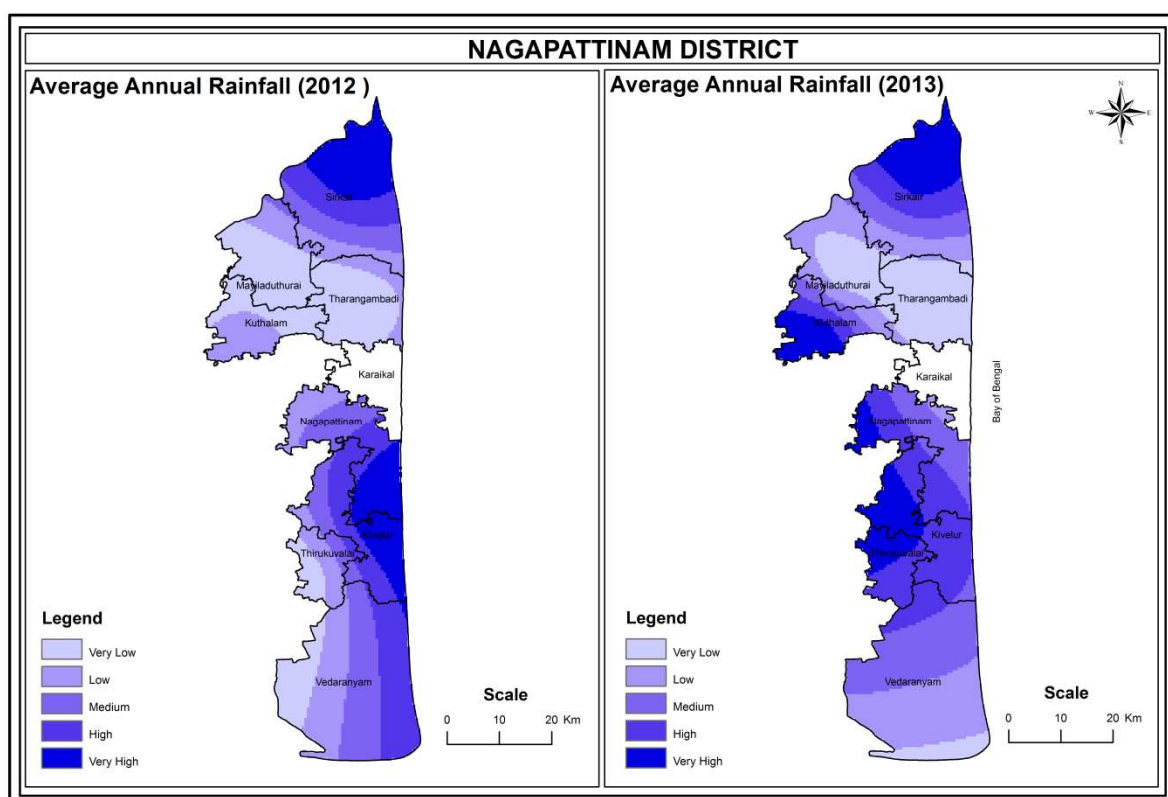 NAGAPATTINAM DISTRICT
Average Annual Rainfall (2012 )
Sirkali
Mayiladuthurai
Tharangambadi
Kuthalam
Karaikal
Nagapattinam
Kivelur
Thirukuvalai
Vedaranyam
Legend
Very Low
Low
Medium
High
Very High
Scale
0 10 20 Km
Average Annual Rainfall (2013)
N
W E
S
Sirkali
Mayiladuthurai
Tharangambadi
Kuthalam
Karaikal
Bay of Bengal
Nagapattinam
Kivelur
Thirukuvalai
Vedaranyam
Legend
Very Low
Low
Medium
High
Very High
Scale
0 10 20 Km